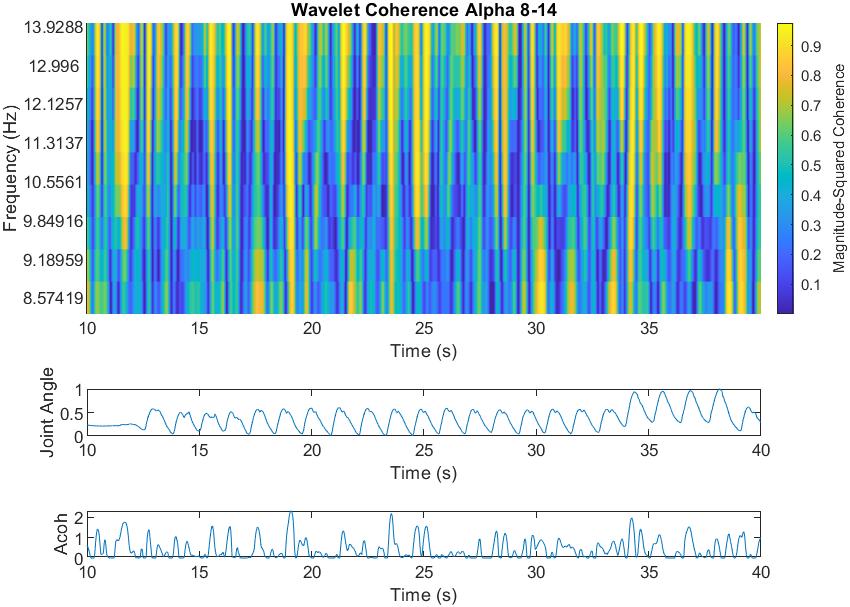 Wavelet Coherence Alpha 8-14
Frequency (Hz)
13.9288
12.996
12.1257
11.3137
10.5561
9.84916
9.18959
8.57419
10 15 20 25 30 35
Time (s)
0.9
0.8
0.7
0.6
0.5
0.4
0.3
0.2
0.1
Magnitude-Squared Coherence
Joint Angle
1
0.5
0
10 15 20 25 30 35 40
Time (s)
Acoh
2
1
0
10 15 20 25 30 35 40
Time (s)